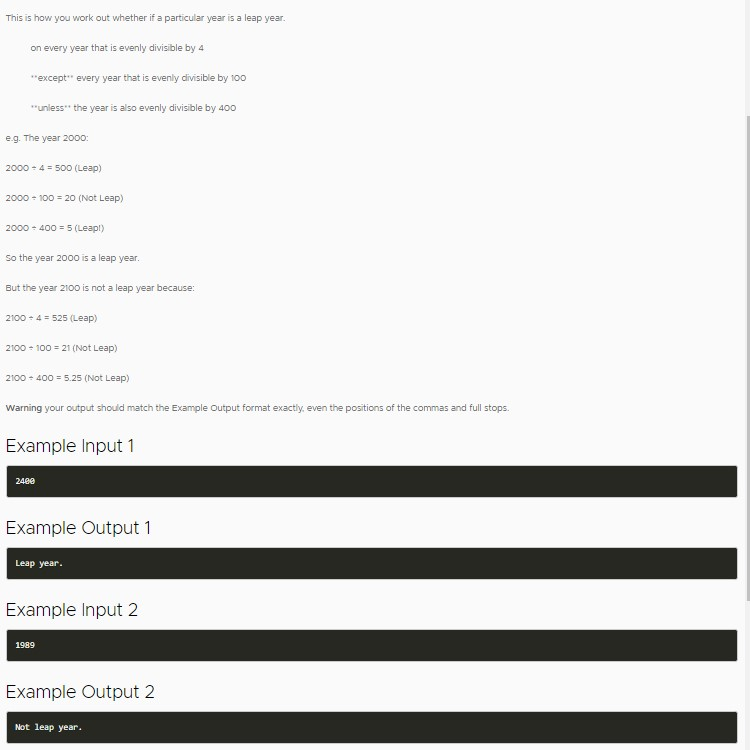 This is how you work out whether if a particular year is a leap year.
on every year that is evenly divisible by 4
**except** every year that is evenly divisible by 100
**unless** the year is also evenly divisible by 400
e.g. The year 2000:
2000 ÷ 4 = 500 (Leap)
2000 ÷ 100 = 20 (Not Leap)
2000 ÷ 400 = 5 (Leap!)
So the year 2000 is a leap year.
But the year 2100 is not a leap year because:
2100 ÷ 4 = 525 (Leap)
2100 ÷ 100 = 21 (Not Leap)
2100 ÷ 400 = 5.25 (Not Leap)
Warning your output should match the Example Output format exactly, even the positions of the commas and full stops.
Example Input 1
2400
Example Output 1
Leap year.
Example Input 2
1989
Example Output 2
Not leap year.